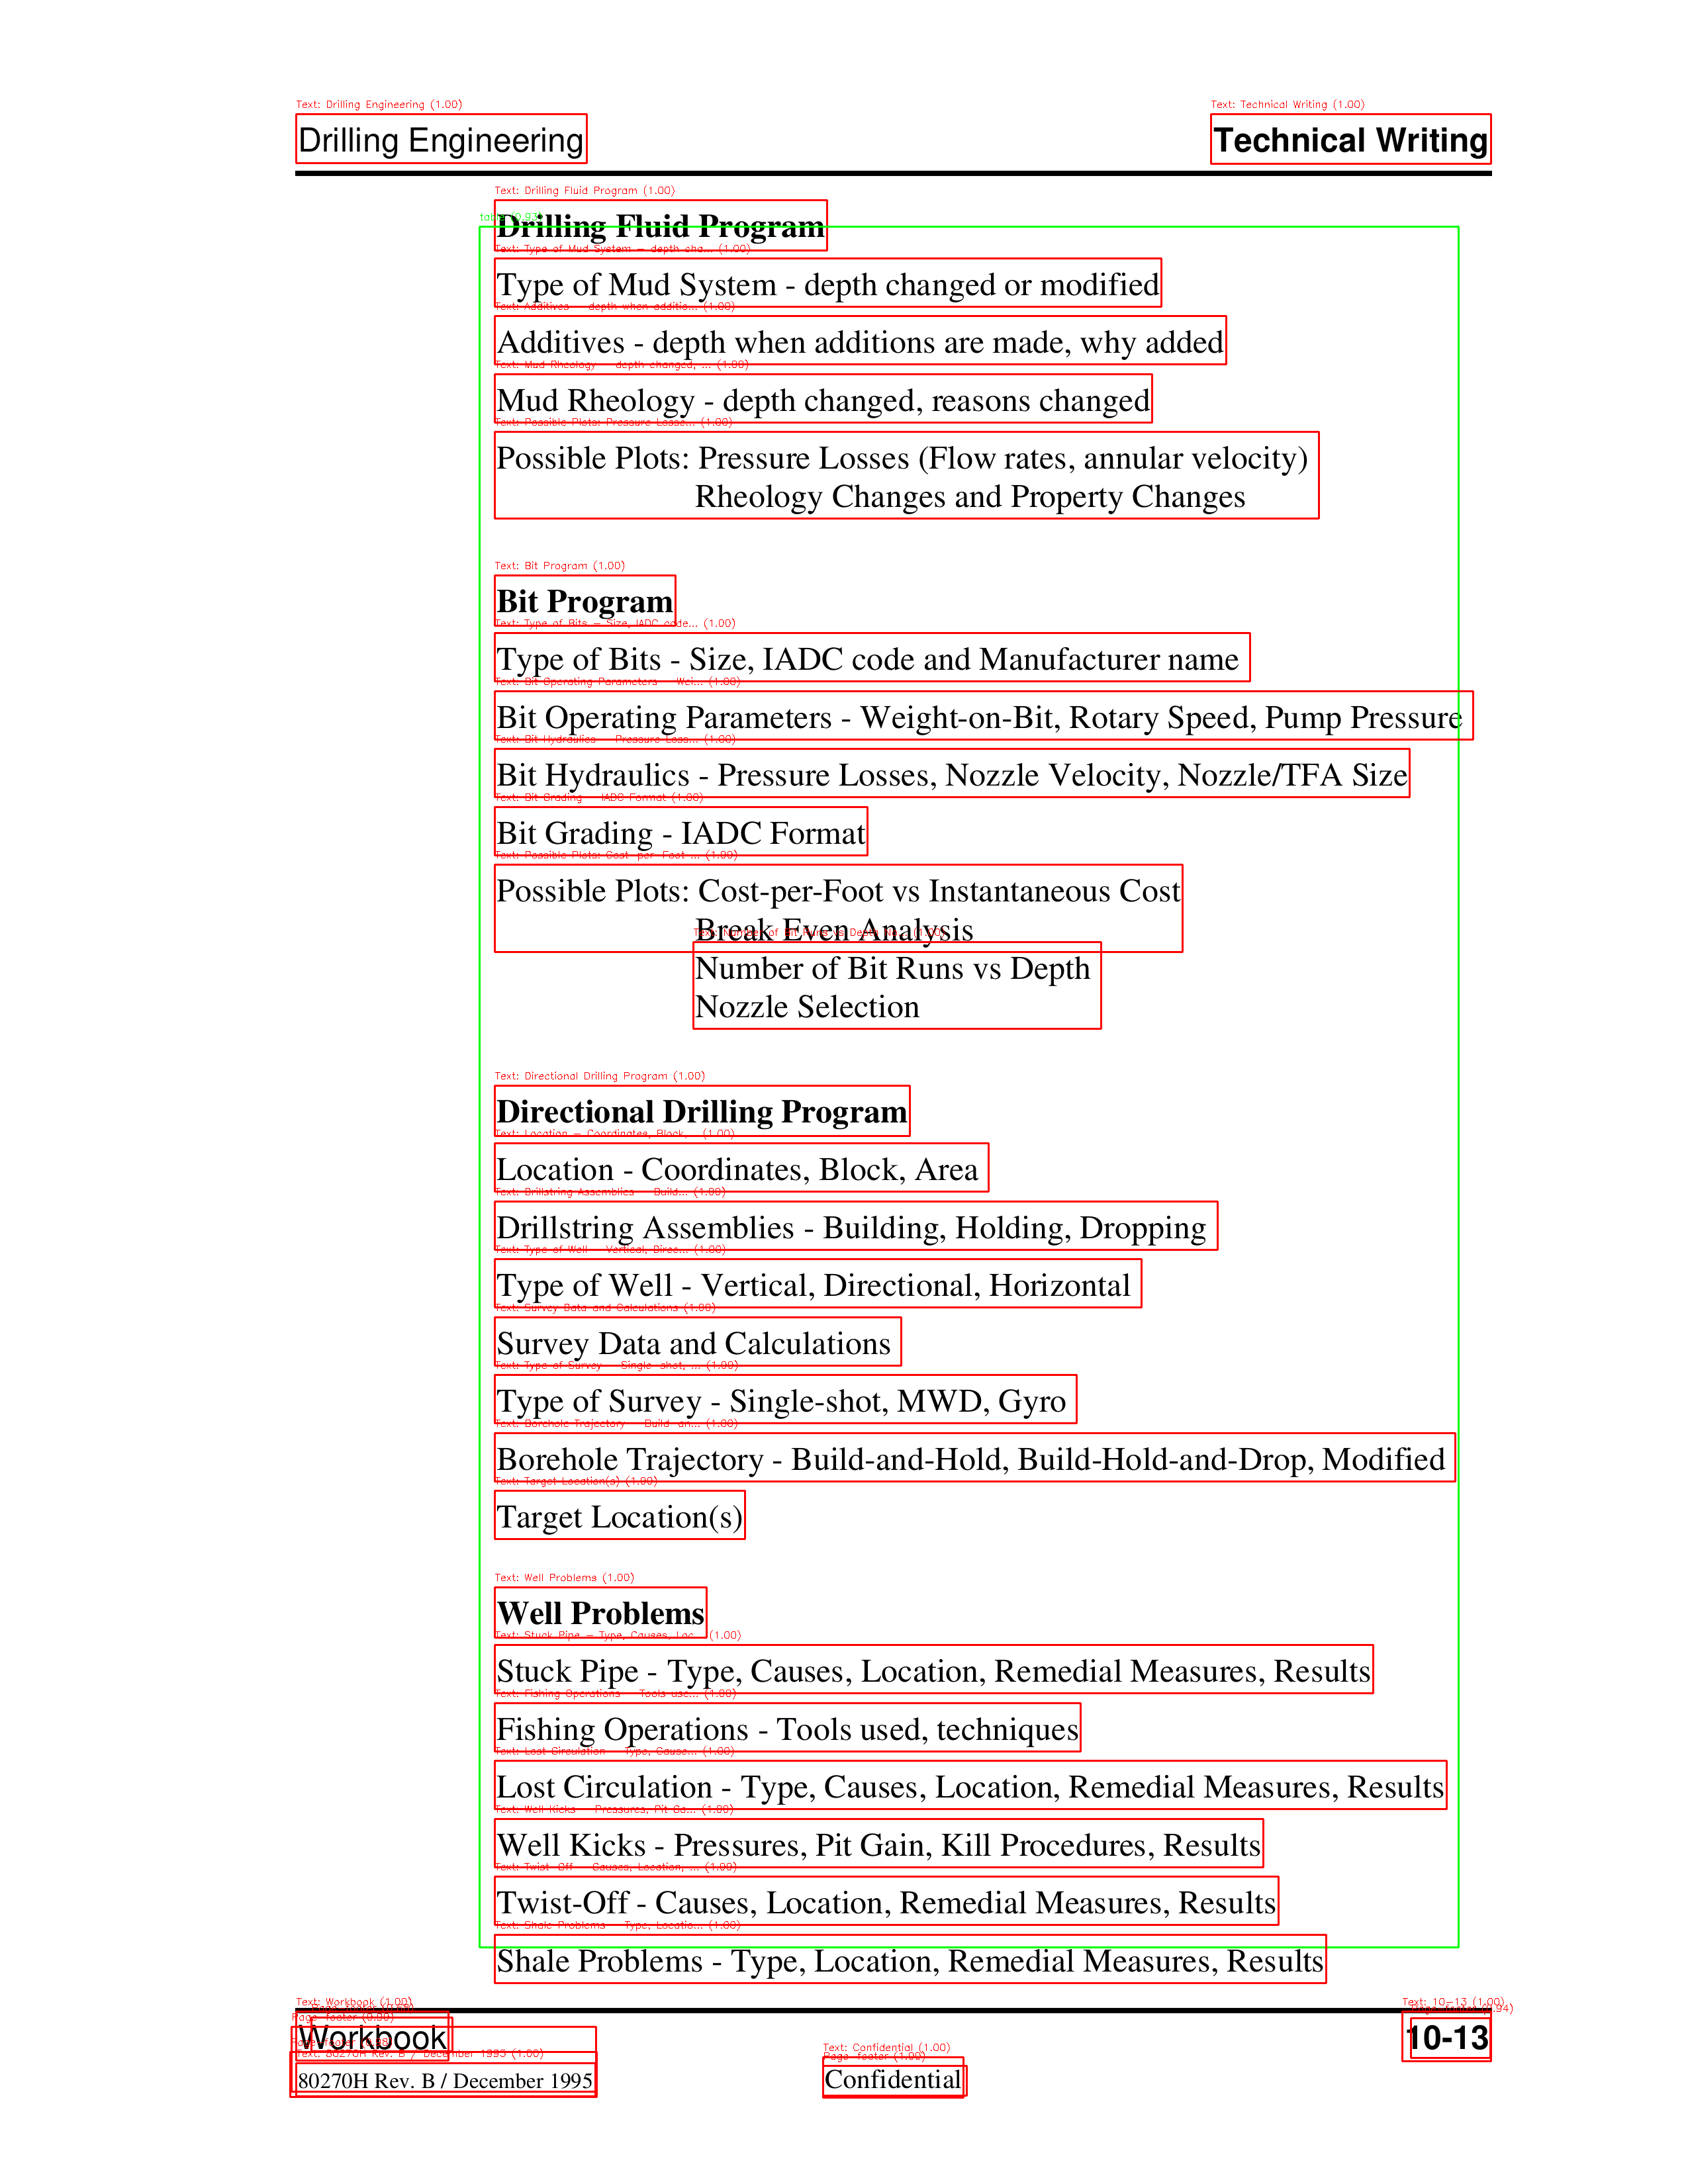 Drilling Engineering
Technical Writing
Drilling Fluid Program
Type of Mud System - depth changed or modified
Additives - depth when additions are made, why added
Mud Rheology - depth changed, reasons changed
Possible Plots: Pressure Losses (Flow rates, annular velocity)
Rheology Changes and Property Changes
Bit Program
Type of Bits - Size, IADC code and Manufacturer name
Bit Operating Parameters - Weight-on-Bit, Rotary Speed, Pump Pressure
Bit Hydraulics - Pressure Losses, Nozzle Velocity, Nozzle/TFA Size
Bit Grading - IADC Format
Possible Plots: Cost-per-Foot vs Instantaneous Cost
Break Even Analysis
Number of Bit Runs vs Depth
Nozzle Selection
Directional Drilling Program
Location - Coordinates, Block, Area
Drillstring Assemblies - Building, Holding, Dropping
Type of Well - Vertical, Directional, Horizontal
Survey Data and Calculations
Type of Survey - Single-shot, MWD, Gyro
Borehole Trajectory - Build-and-Hold, Build-Hold-and-Drop, Modified
Target Location(s)
Well Problems
Stuck Pipe - Type, Causes, Location, Remedial Measures, Results
Fishing Operations - Tools used, techniques
Lost Circulation - Type, Causes, Location, Remedial Measures, Results
Well Kicks - Pressures, Pit Gain, Kill Procedures, Results
Twist-Off - Causes, Location, Remedial Measures, Results
Shale Problems - Type, Location, Remedial Measures, Results
Workbook
10-13
80270H Rev. B / December 1995
Confidential